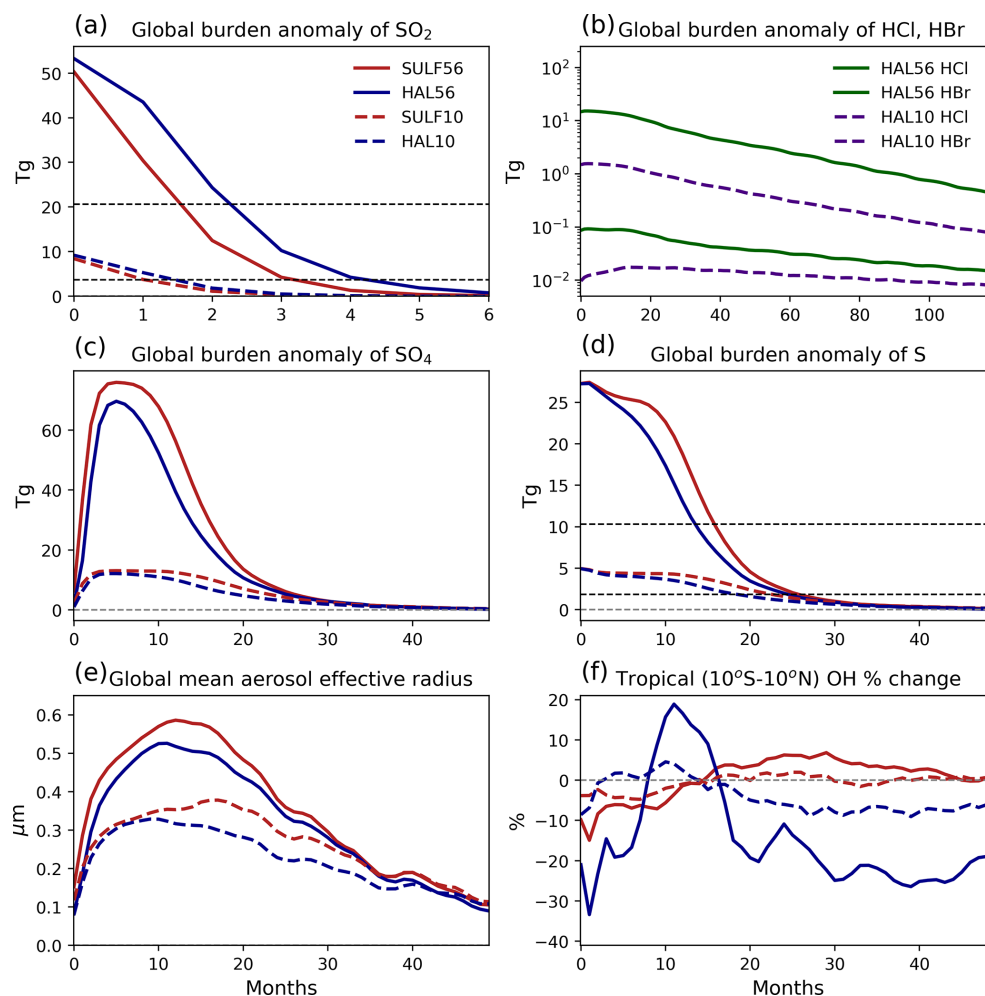 (a) Global burden anomaly of SO₂
Tg
50
40
30
20
10
0
0 1 2 3 4 5 6
SULF56
HAL56
SULF10
HAL10
(b) Global burden anomaly of HCl, HBr
Tg
10²
10¹
10⁰
10⁻¹
10⁻²
0 20 40 60 80 100
HAL56 HCl
HAL56 HBr
HAL10 HCl
HAL10 HBr
(c) Global burden anomaly of SO₄
Tg
60
40
20
0
0 10 20 30 40
(d) Global burden anomaly of S
Tg
25
20
15
10
5
0
0 10 20 30 40
(e) Global mean aerosol effective radius
μm
0.6
0.5
0.4
0.3
0.2
0.1
0.0
0 10 20 30 40
Months
(f) Tropical (10°S-10°N) OH % change
%
20
10
0
−10
−20
−30
−40
0 10 20 30 40
Months